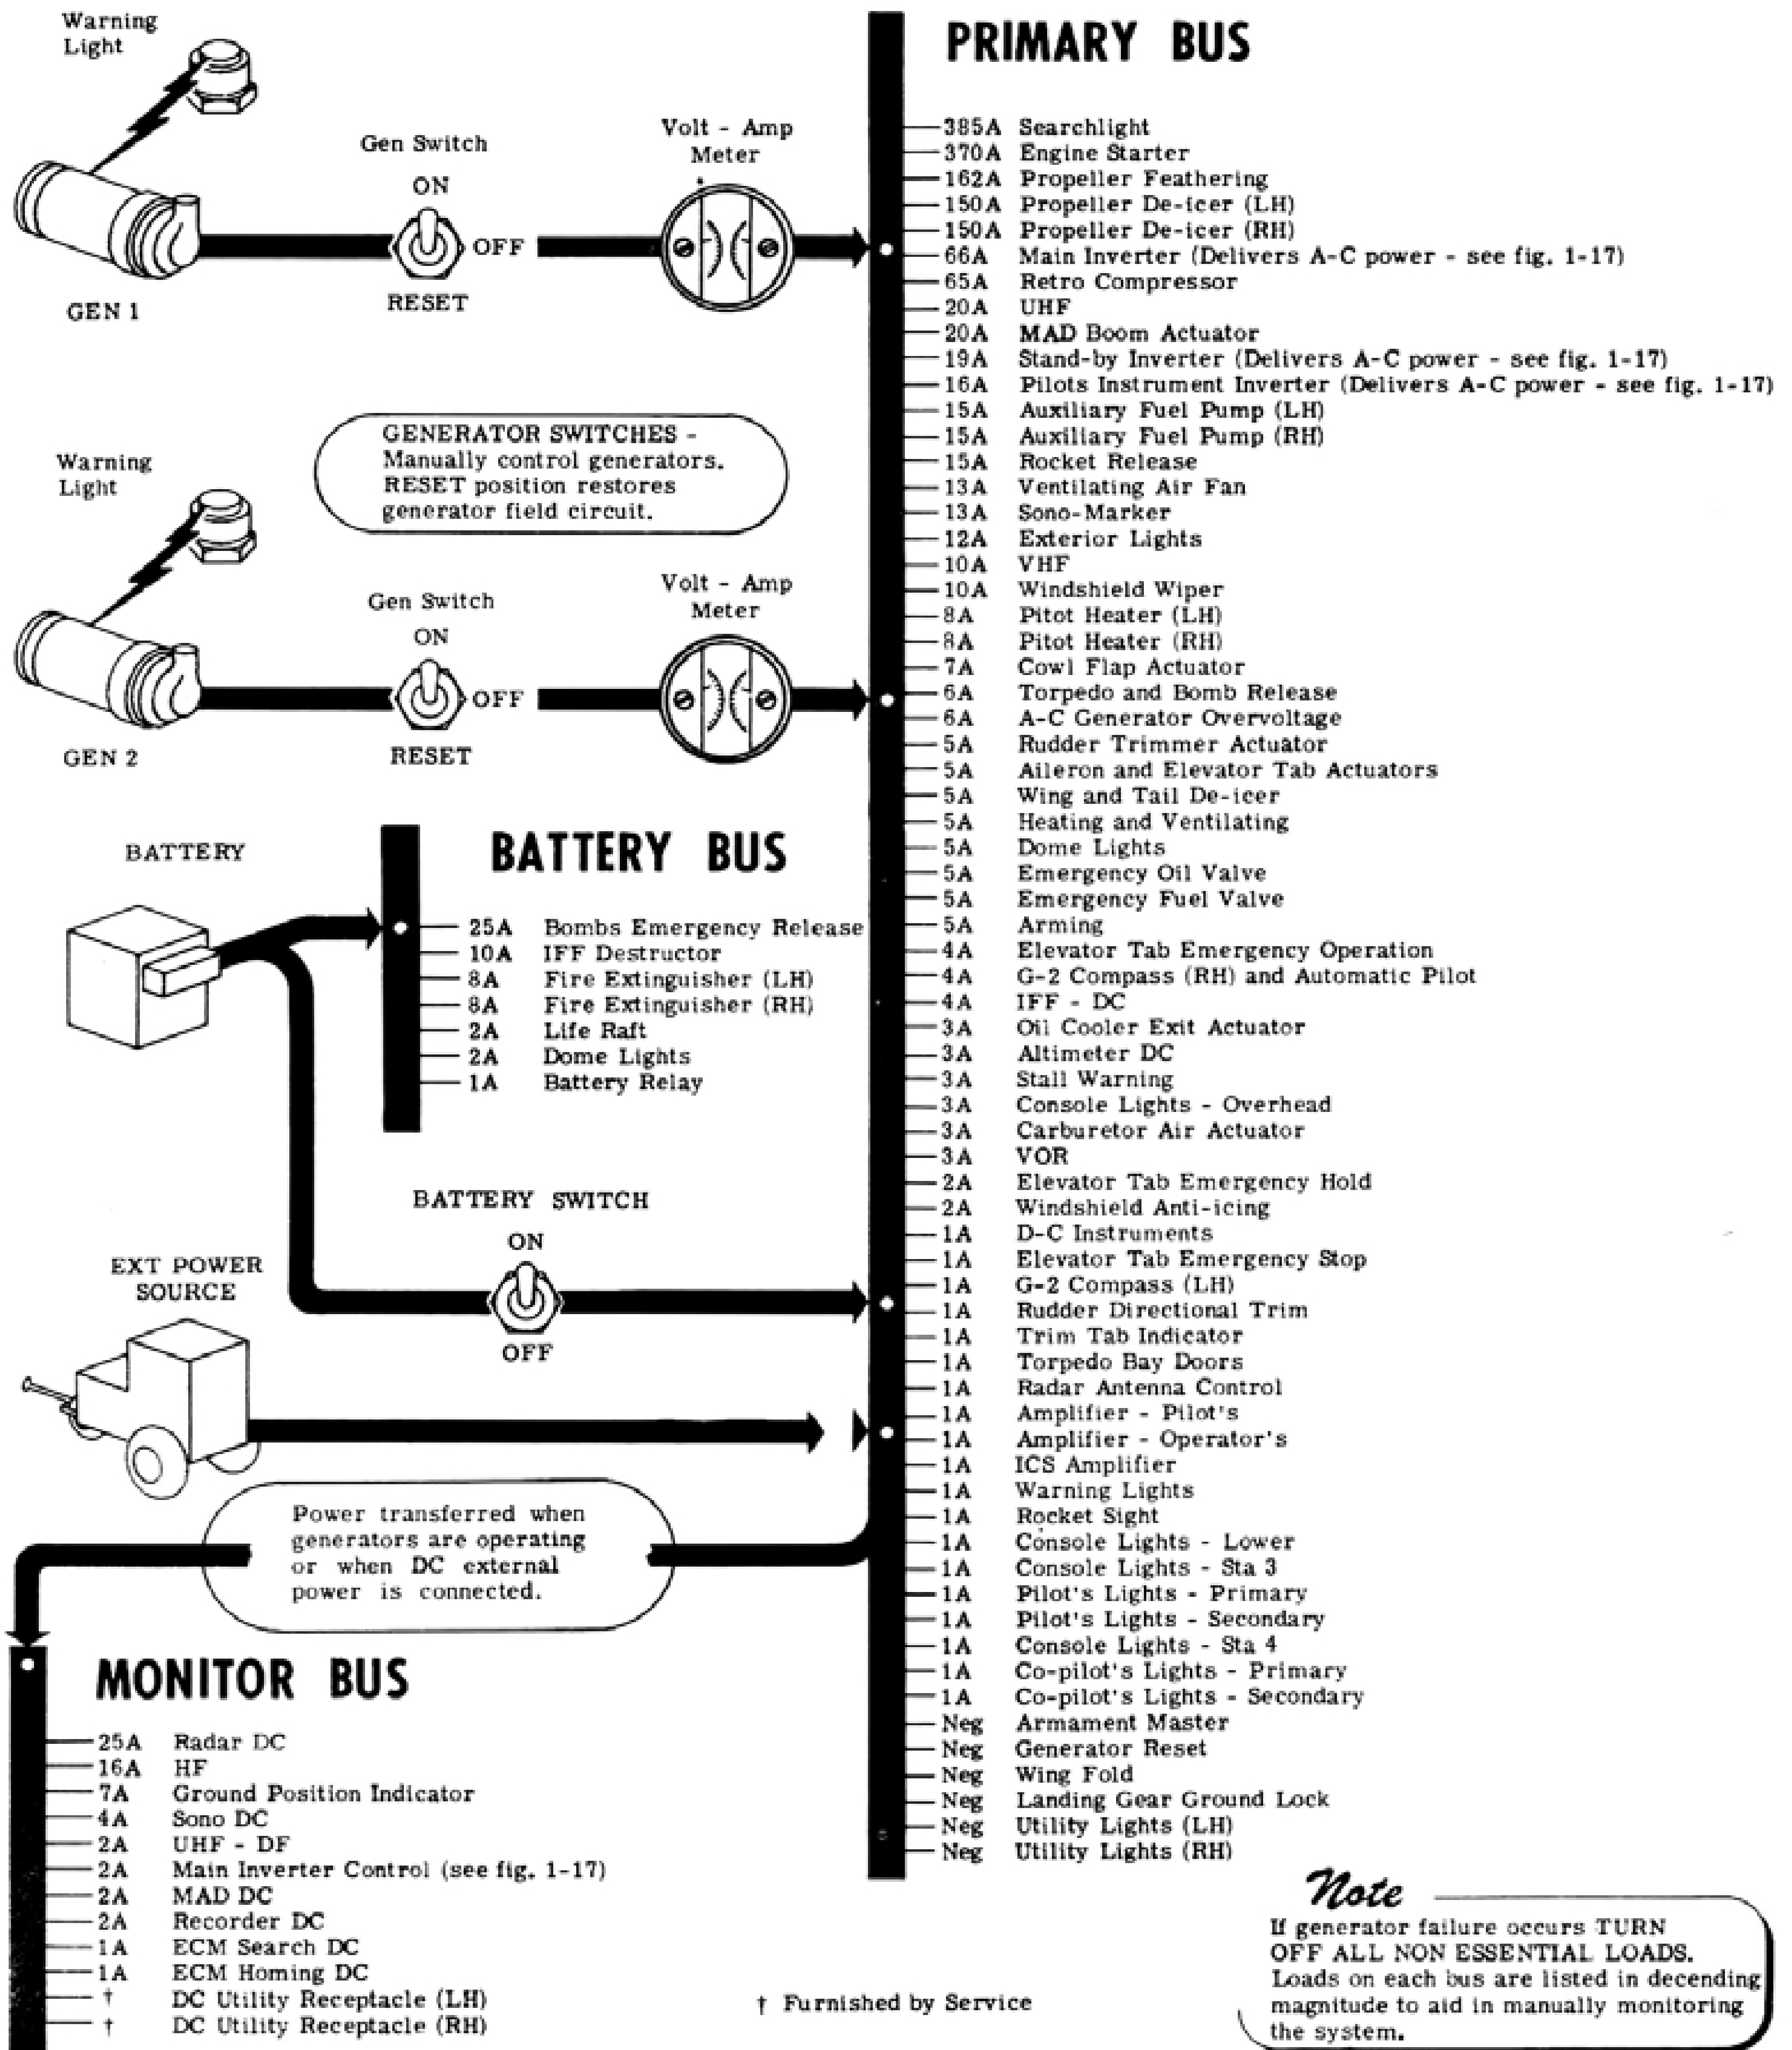 Warning
Light
Gen Switch
ON
OFF
RESET
Volt - Amp
Meter
GEN 1
GENERATOR SWITCHES -
Manually control generators.
RESET position restores
generator field circuit.
Warning
Light
Gen Switch
ON
OFF
RESET
Volt - Amp
Meter
GEN 2
BATTERY
BATTERY BUS
25A Bombs Emergency Release
10A IFF Destructor
8A Fire Extinguisher (LH)
8A Fire Extinguisher (RH)
2A Life Raft
2A Dome Lights
1A Battery Relay
BATTERY SWITCH
ON
OFF
EXT POWER
SOURCE
Power transferred when
generators are operating
or when DC external
power is connected.
MONITOR BUS
25A Radar DC
16A HF
7A Ground Position Indicator
4A Sono DC
2A UHF - DF
2A Main Inverter Control (see fig. 1-17)
2A MAD DC
2A Recorder DC
1A ECM Search DC
1A ECM Homing DC
† DC Utility Receptacle (LH)
† DC Utility Receptacle (RH)
PRIMARY BUS
385A Searchlight
370A Engine Starter
162A Propeller Feathering
150A Propeller De-icer (LH)
150A Propeller De-icer (RH)
66A Main Inverter (Delivers A-C power - see fig. 1-17)
65A Retro Compressor
20A UHF
20A MAD Boom Actuator
19A Stand-by Inverter (Delivers A-C power - see fig. 1-17)
16A Pilots Instrument Inverter (Delivers A-C power - see fig. 1-17)
15A Auxiliary Fuel Pump (LH)
15A Auxiliary Fuel Pump (RH)
15A Rocket Release
13A Ventilating Air Fan
13A Sono-Marker
12A Exterior Lights
10A VHF
10A Windshield Wiper
8A Pitot Heater (LH)
8A Pitot Heater (RH)
7A Cowl Flap Actuator
6A Torpedo and Bomb Release
6A A-C Generator Overvoltage
5A Rudder Trimmer Actuator
5A Aileron and Elevator Tab Actuators
5A Wing and Tail De-icer
5A Heating and Ventilating
5A Dome Lights
5A Emergency Oil Valve
5A Emergency Fuel Valve
5A Arming
4A Elevator Tab Emergency Operation
4A G-2 Compass (RH) and Automatic Pilot
4A IFF - DC
3A Oil Cooler Exit Actuator
3A Altimeter DC
3A Stall Warning
3A Console Lights - Overhead
3A Carburetor Air Actuator
3A VOR
2A Elevator Tab Emergency Hold
2A Windshield Anti-icing
1A D-C Instruments
1A Elevator Tab Emergency Stop
1A G-2 Compass (LH)
1A Rudder Directional Trim
1A Trim Tab Indicator
1A Torpedo Bay Doors
1A Radar Antenna Control
1A Amplifier - Pilot's
1A Amplifier - Operator's
1A ICS Amplifier
1A Warning Lights
1A Rocket Sight
1A Console Lights - Lower
1A Console Lights - Sta 3
1A Pilot's Lights - Primary
1A Pilot's Lights - Secondary
1A Console Lights - Sta 4
1A Co-pilot's Lights - Primary
1A Co-pilot's Lights - Secondary
Neg Armament Master
Neg Generator Reset
Neg Wing Fold
Neg Landing Gear Ground Lock
Neg Utility Lights (LH)
Neg Utility Lights (RH)
† Furnished by Service
Note
If generator failure occurs TURN
OFF ALL NON ESSENTIAL LOADS.
Loads on each bus are listed in decending
magnitude to aid in manually monitoring
the system.